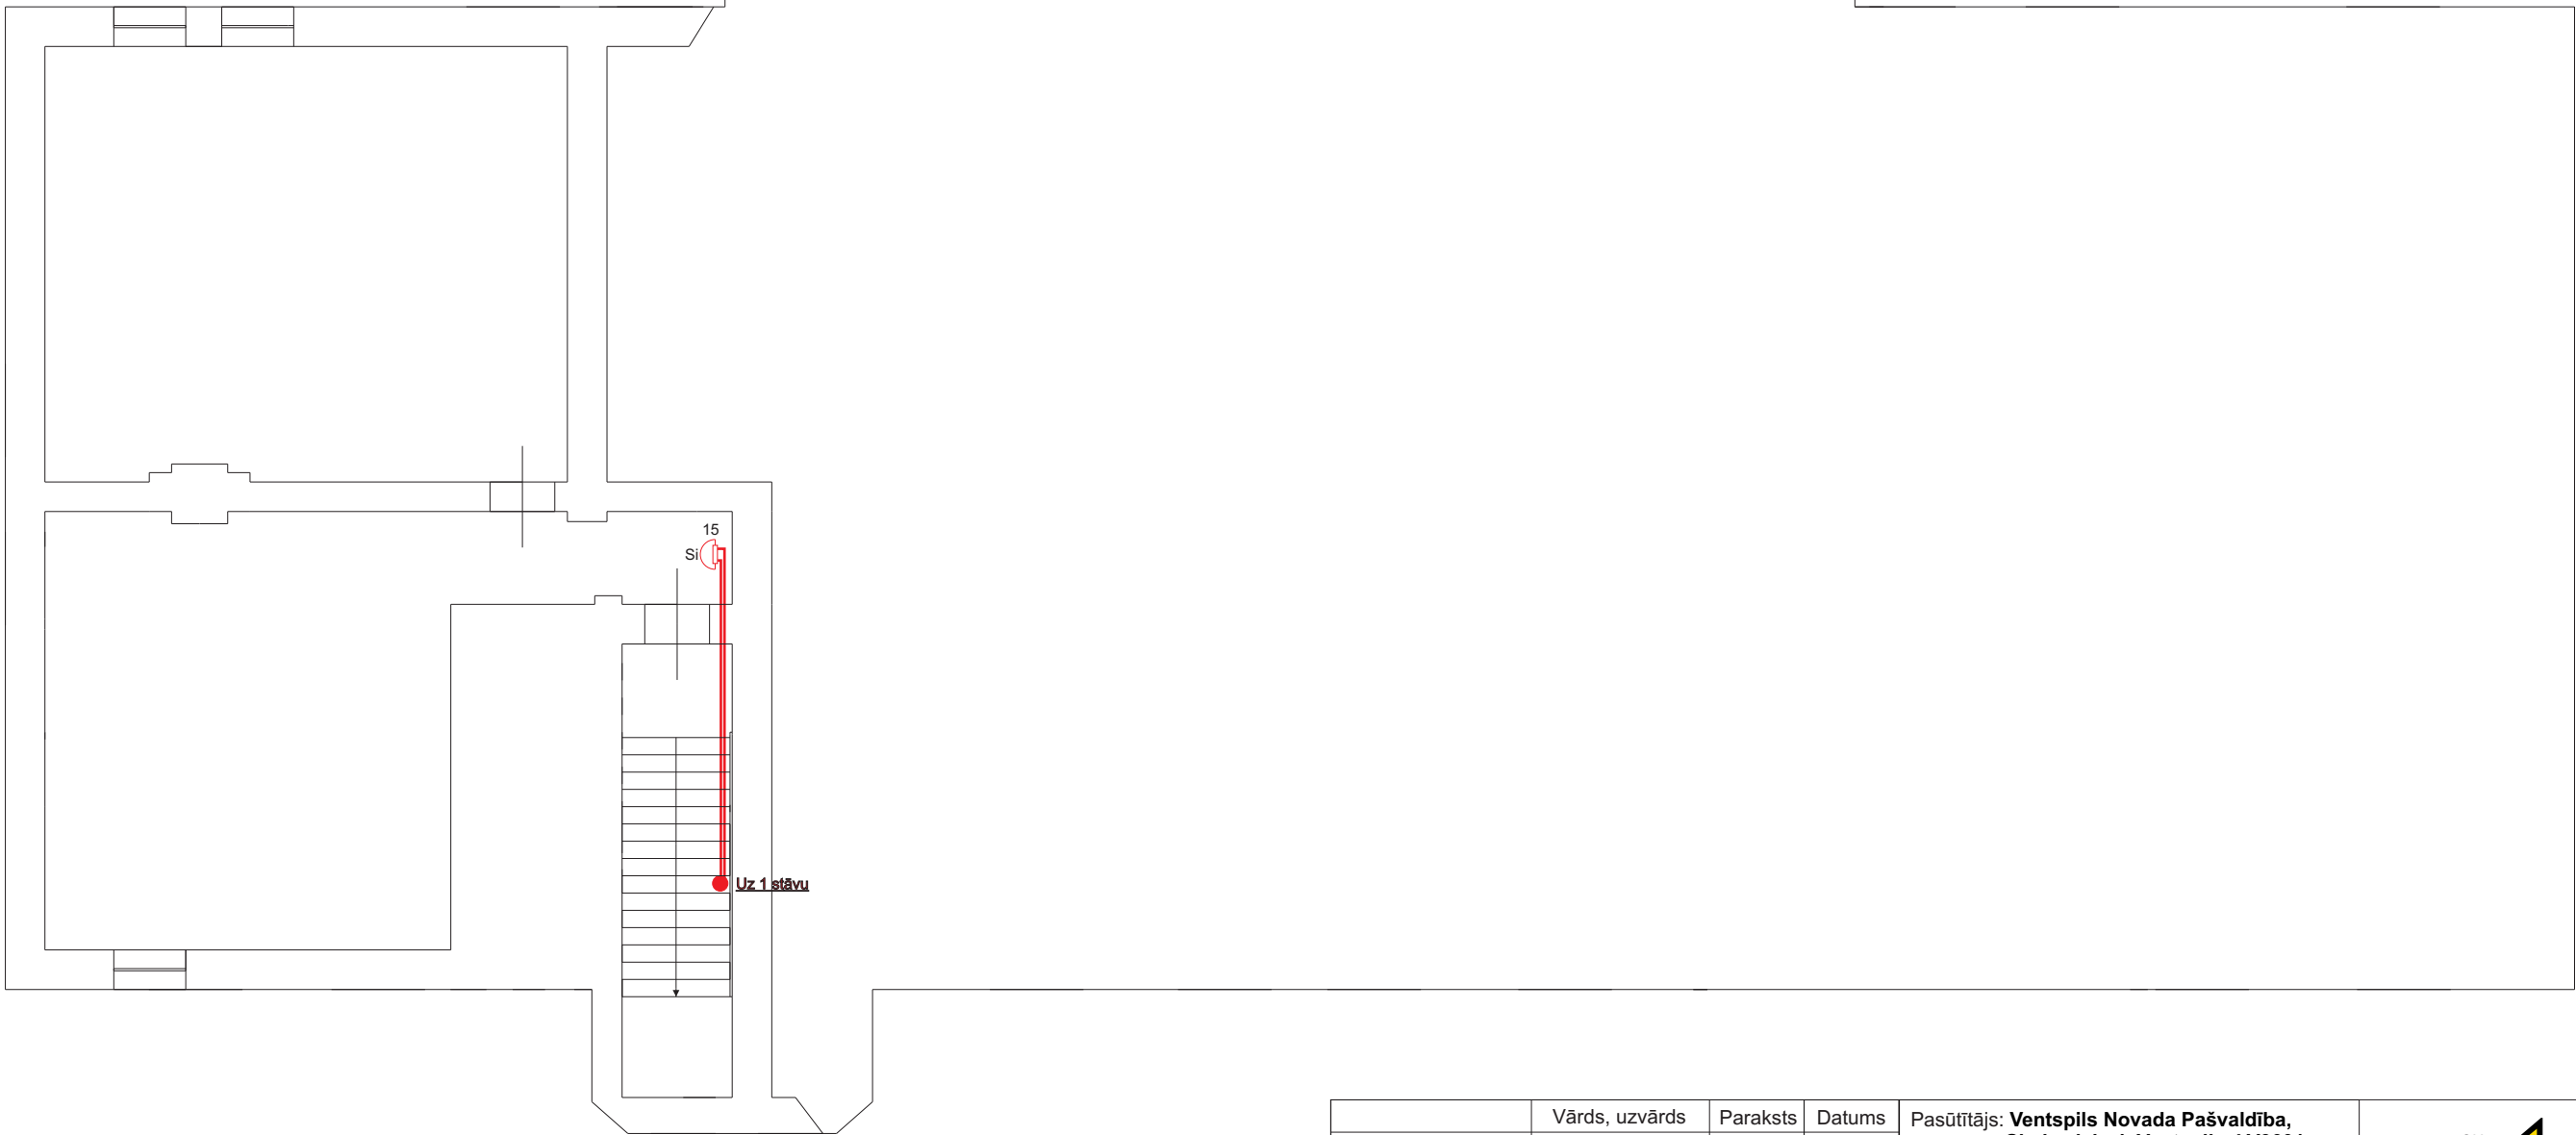 15
Si
Uz 1 stāvu
Vārds, uzvārds
Paraksts
Datums
Pasūtītājs: Ventspils Novada Pašvaldība,